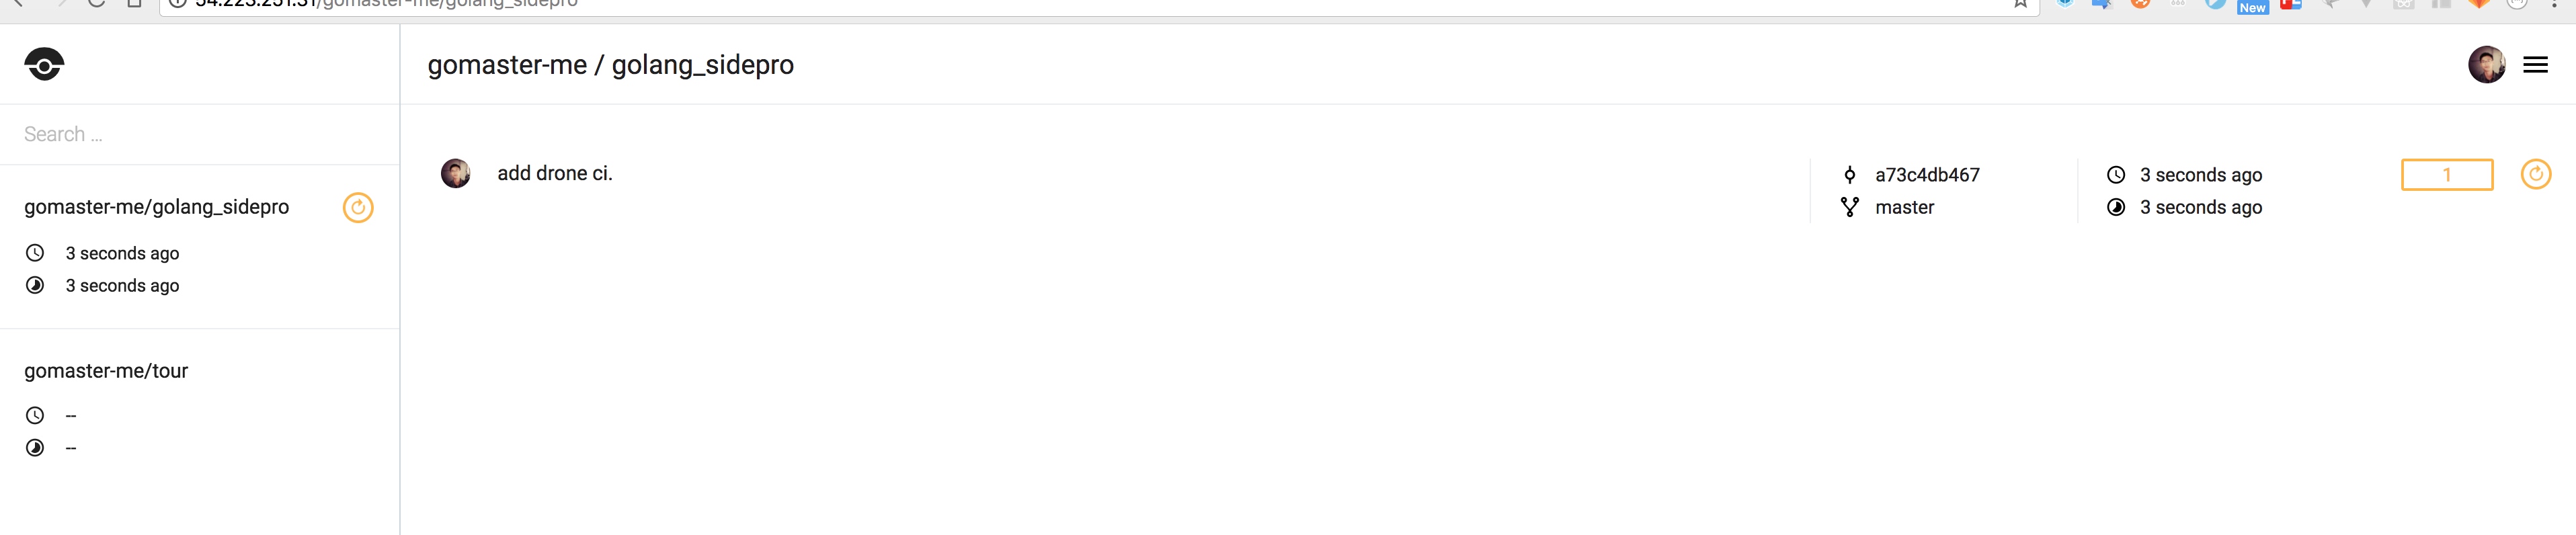 54.223.251.31/gomaster-me/golang_sidepro
New
gomaster-me / golang_sidepro
Search ...
gomaster-me/golang_sidepro
3 seconds ago
3 seconds ago
gomaster-me/tour
--
--
add drone ci.
a73c4db467
master
3 seconds ago
3 seconds ago
1